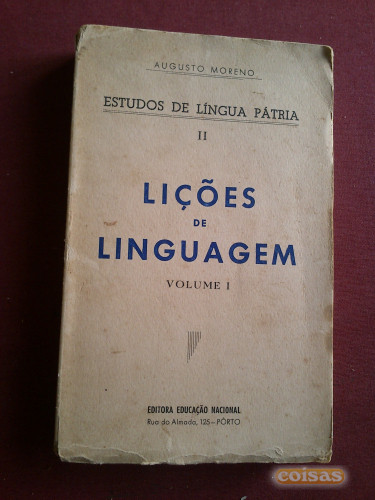 AUGUSTO MORENO
ESTUDOS DE LÍNGUA PÁTRIA
II
LIÇÕES
DE
LINGUAGEM
VOLUME I
EDITORA EDUCAÇÃO NACIONAL
Rua do Almada, 125—PÔRTO
coisas